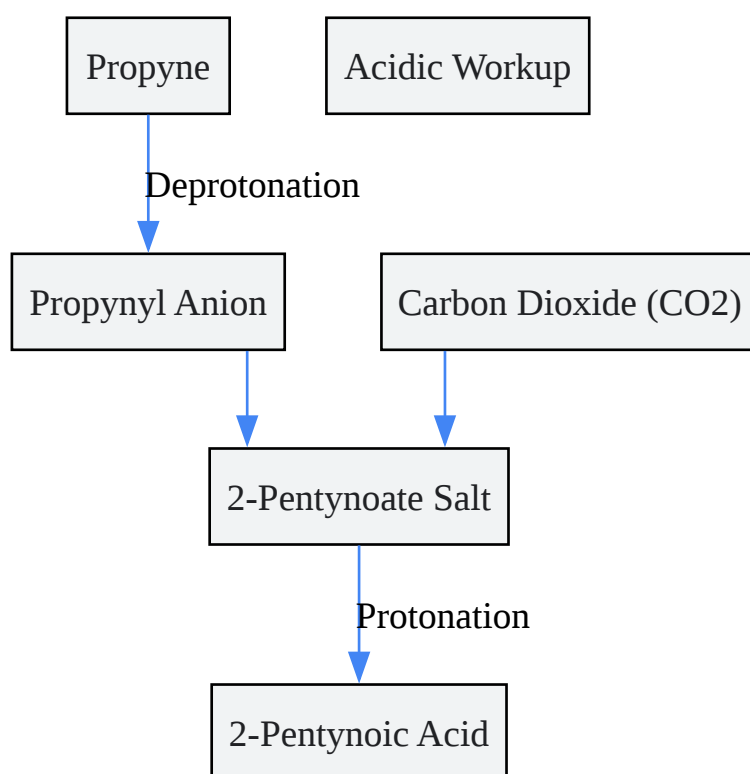 Propyne
Acidic Workup
Deprotonation
Propynyl Anion
Carbon Dioxide (CO2)
2-Pentynoate Salt
Protonation
2-Pentynoic Acid